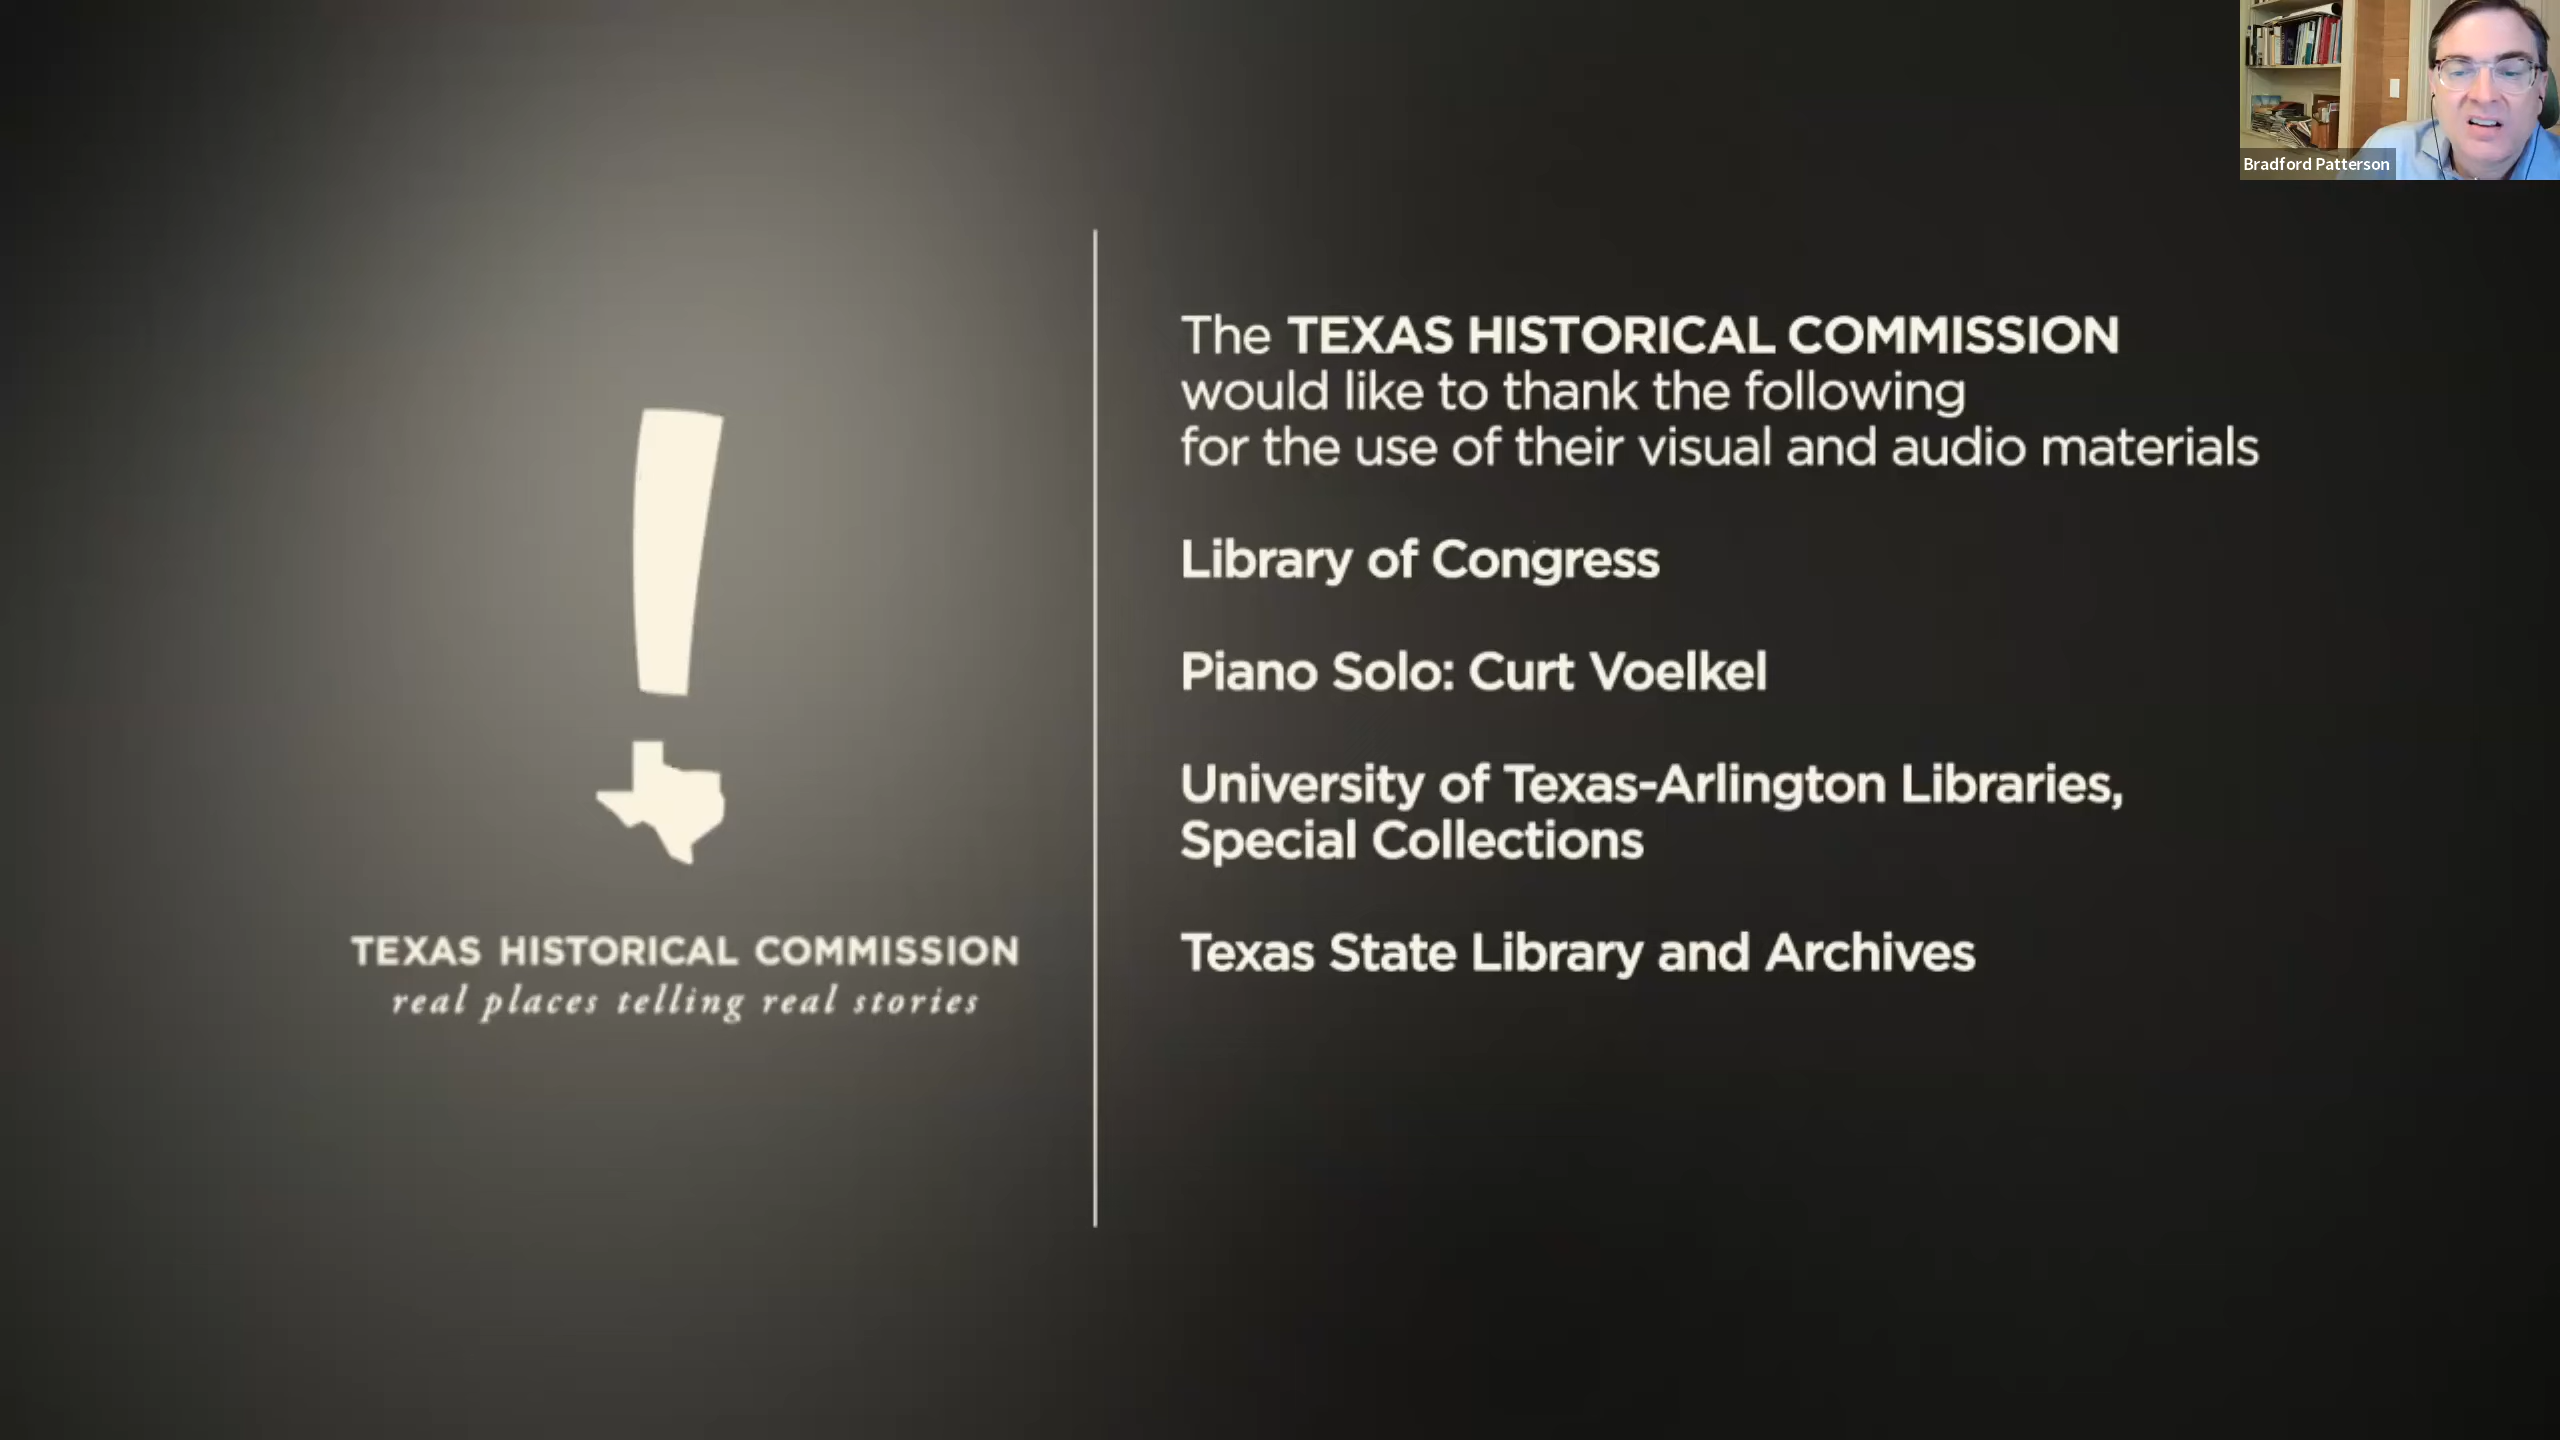 Bradford Patterson
The TEXAS HISTORICAL COMMISSION
would like to thank the following
for the use of their visual and audio materials
Library of Congress
Piano Solo: Curt Voelkel
University of Texas-Arlington Libraries,
Special Collections
Texas State Library and Archives
TEXAS HISTORICAL COMMISSION
real places telling real stories